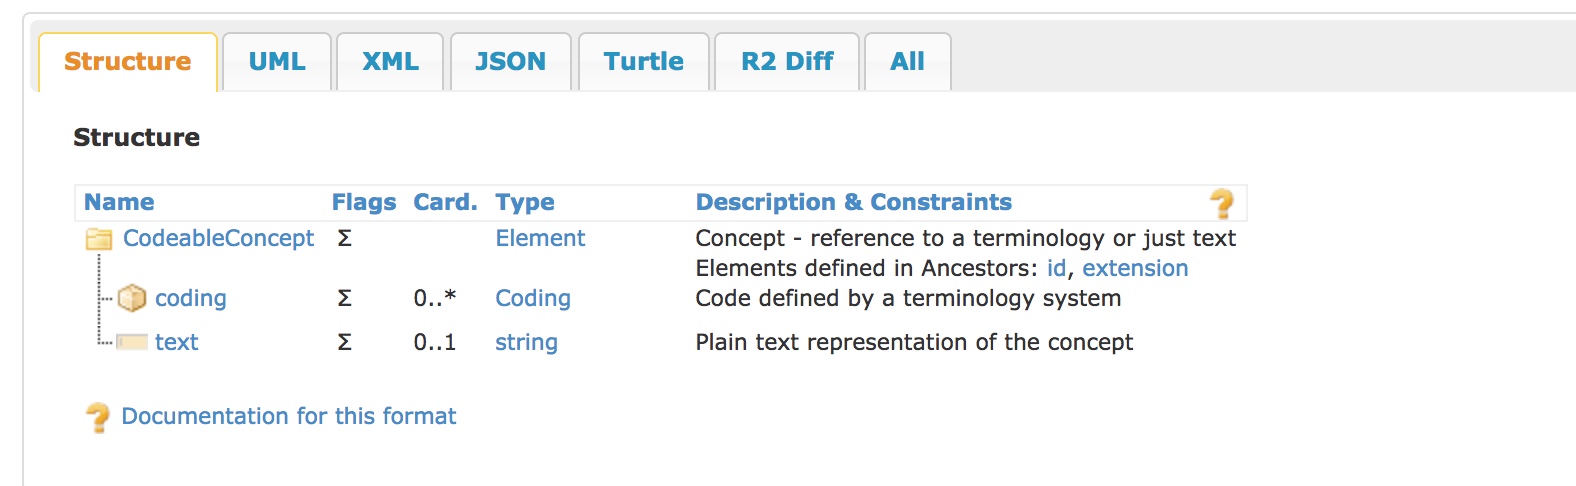 Structure UML XML JSON Turtle R2 Diff All
Structure
Name Flags Card. Type Description & Constraints
CodeableConcept Σ Element Concept - reference to a terminology or just text
Elements defined in Ancestors: id, extension
coding Σ 0..* Coding Code defined by a terminology system
text Σ 0..1 string Plain text representation of the concept
Documentation for this format